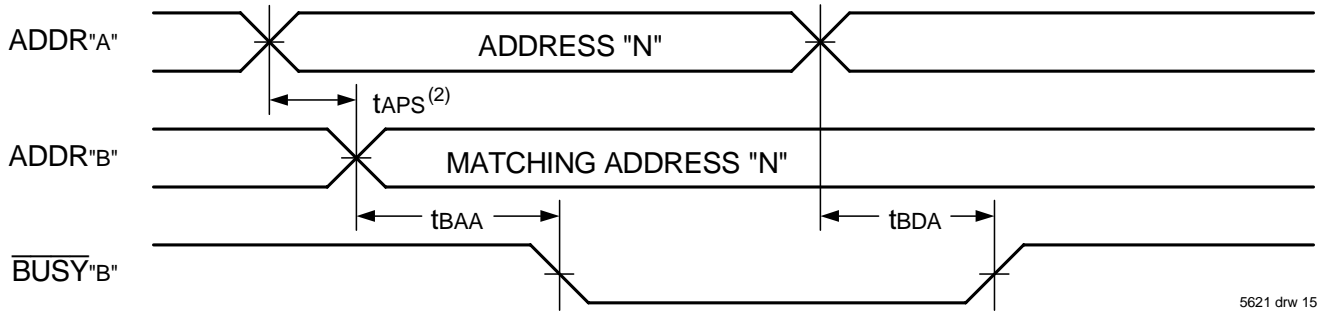 ADDR"A"
ADDRESS "N"
tAPS(2)
ADDR"B"
MATCHING ADDRESS "N"
tBAA
tBDA
BUSY"B"
5621 drw 15